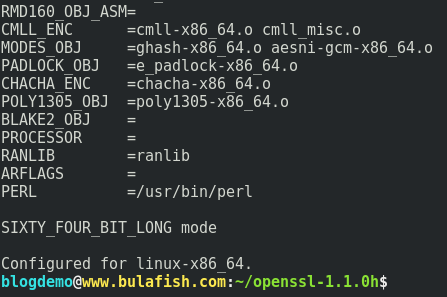 RMD160_OBJ_ASM=
CMLL_ENC      =cmll-x86_64.o cmll_misc.o
MODES_OBJ     =ghash-x86_64.o aesni-gcm-x86_64.o
PADLOCK_OBJ   =e_padlock-x86_64.o
CHACHA_ENC    =chacha-x86_64.o
POLY1305_OBJ  =poly1305-x86_64.o
BLAKE2_OBJ    =
PROCESSOR     =
RANLIB        =ranlib
ARFLAGS       =
PERL          =/usr/bin/perl
SIXTY_FOUR_BIT_LONG mode
Configured for linux-x86_64.
blogdemo@www.bulafish.com:~/openssl-1.1.0h$